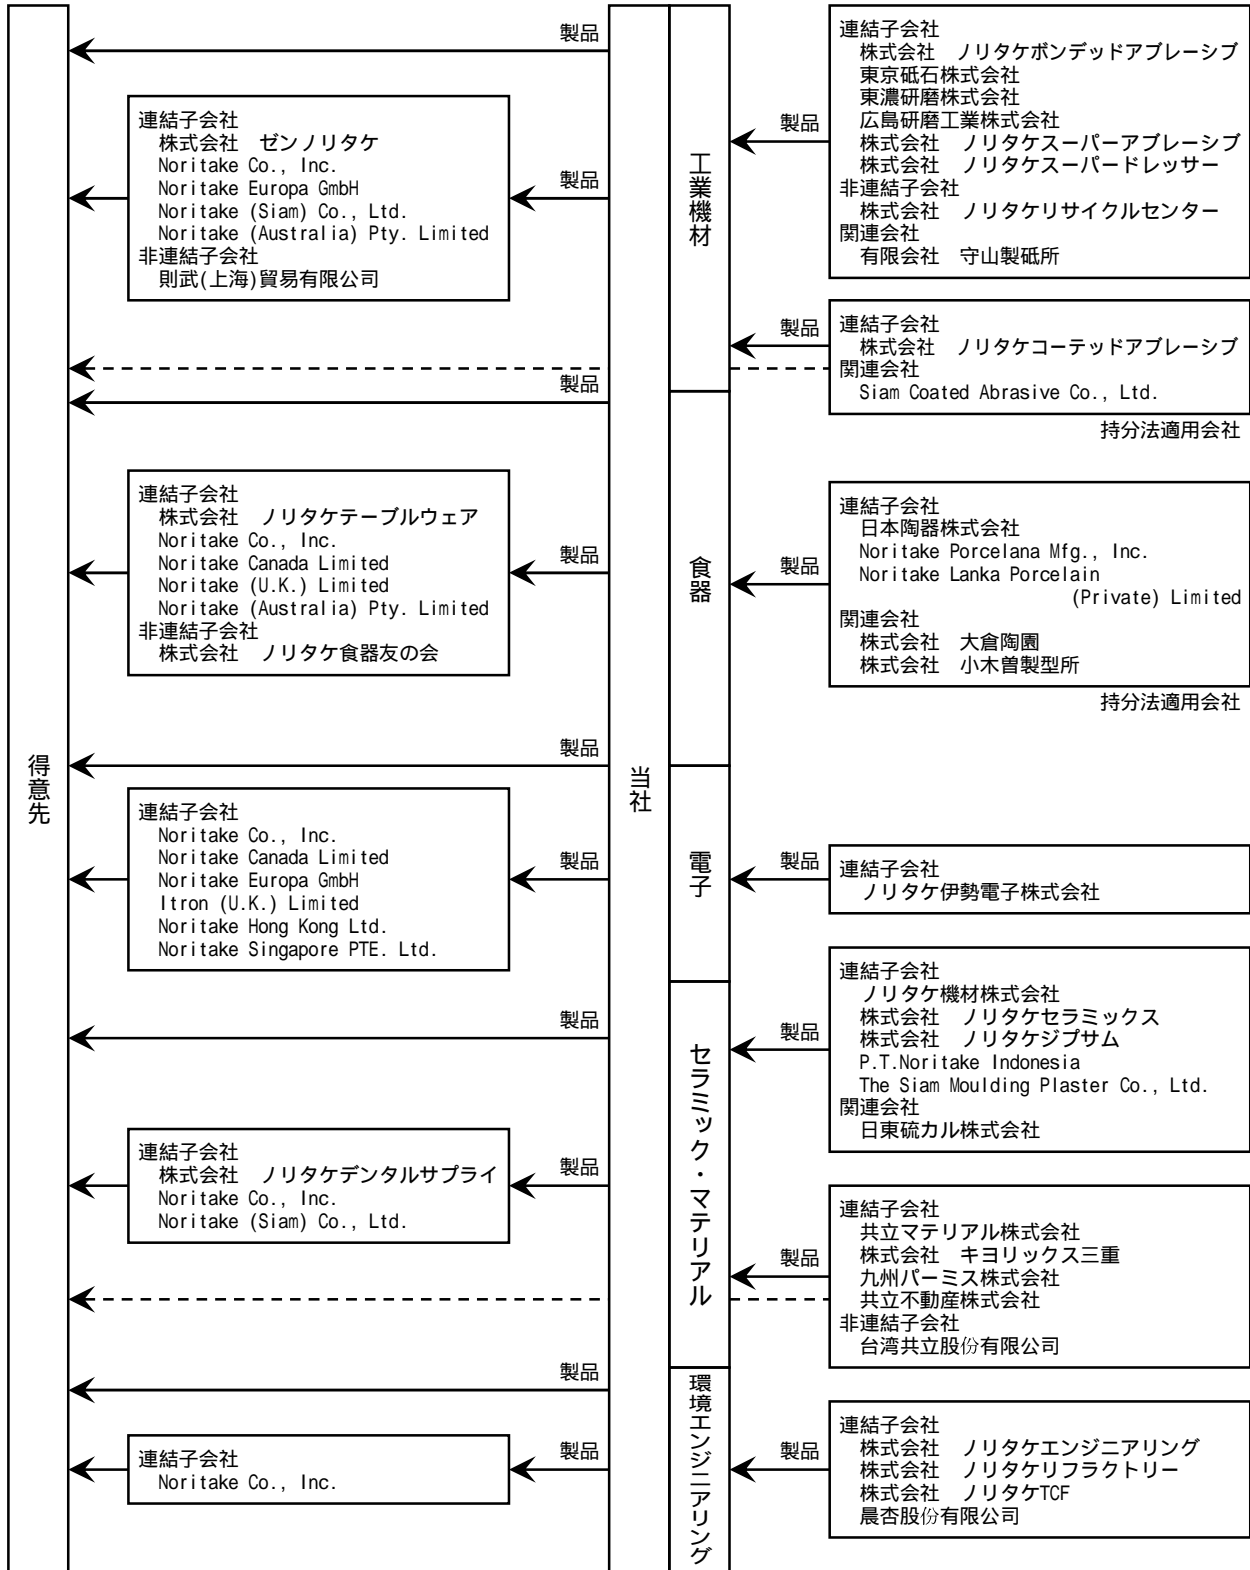 得意先
当社
工業機材
製品
連結子会社
株式会社 ゼンノリタケ
Noritake Co., Inc.
Noritake Europa GmbH
Noritake (Siam) Co., Ltd.
Noritake (Australia) Pty. Limited
非連結子会社
則武(上海)貿易有限公司
製品
製品
連結子会社
株式会社 ノリタケボンデッドアブレーシブ
東京砥石株式会社
東濃研磨株式会社
広島研磨工業株式会社
株式会社 ノリタケスーパーアブレーシブ
株式会社 ノリタケスーパードレッサー
非連結子会社
株式会社 ノリタケリサイクルセンター
関連会社
有限会社 守山製砥所
製品
連結子会社
株式会社 ノリタケコーテッドアブレーシブ
関連会社
Siam Coated Abrasive Co., Ltd.
持分法適用会社
食器
製品
連結子会社
株式会社 ノリタケテーブルウェア
Noritake Co., Inc.
Noritake Canada Limited
Noritake (U.K.) Limited
Noritake (Australia) Pty. Limited
非連結子会社
株式会社 ノリタケ食器友の会
製品
製品
連結子会社
日本陶器株式会社
Noritake Porcelana Mfg., Inc.
Noritake Lanka Porcelain
(Private) Limited
関連会社
株式会社 大倉陶園
株式会社 小木曽製型所
持分法適用会社
電子
製品
連結子会社
Noritake Co., Inc.
Noritake Canada Limited
Noritake Europa GmbH
Itron (U.K.) Limited
Noritake Hong Kong Ltd.
Noritake Singapore PTE. Ltd.
製品
製品
連結子会社
ノリタケ伊勢電子株式会社
セラミック・マテリアル
製品
連結子会社
株式会社 ノリタケデンタルサプライ
Noritake Co., Inc.
Noritake (Siam) Co., Ltd.
製品
製品
連結子会社
ノリタケ機材株式会社
株式会社 ノリタケセラミックス
株式会社 ノリタケジプサム
P.T.Noritake Indonesia
The Siam Moulding Plaster Co., Ltd.
関連会社
日東硫カル株式会社
製品
連結子会社
共立マテリアル株式会社
株式会社 キヨリックス三重
九州パーミス株式会社
共立不動産株式会社
非連結子会社
台湾共立股份有限公司
環境エンジニアリング
製品
連結子会社
Noritake Co., Inc.
製品
製品
連結子会社
株式会社 ノリタケエンジニアリング
株式会社 ノリタケリフラクトリー
株式会社 ノリタケTCF
晨杏股份有限公司